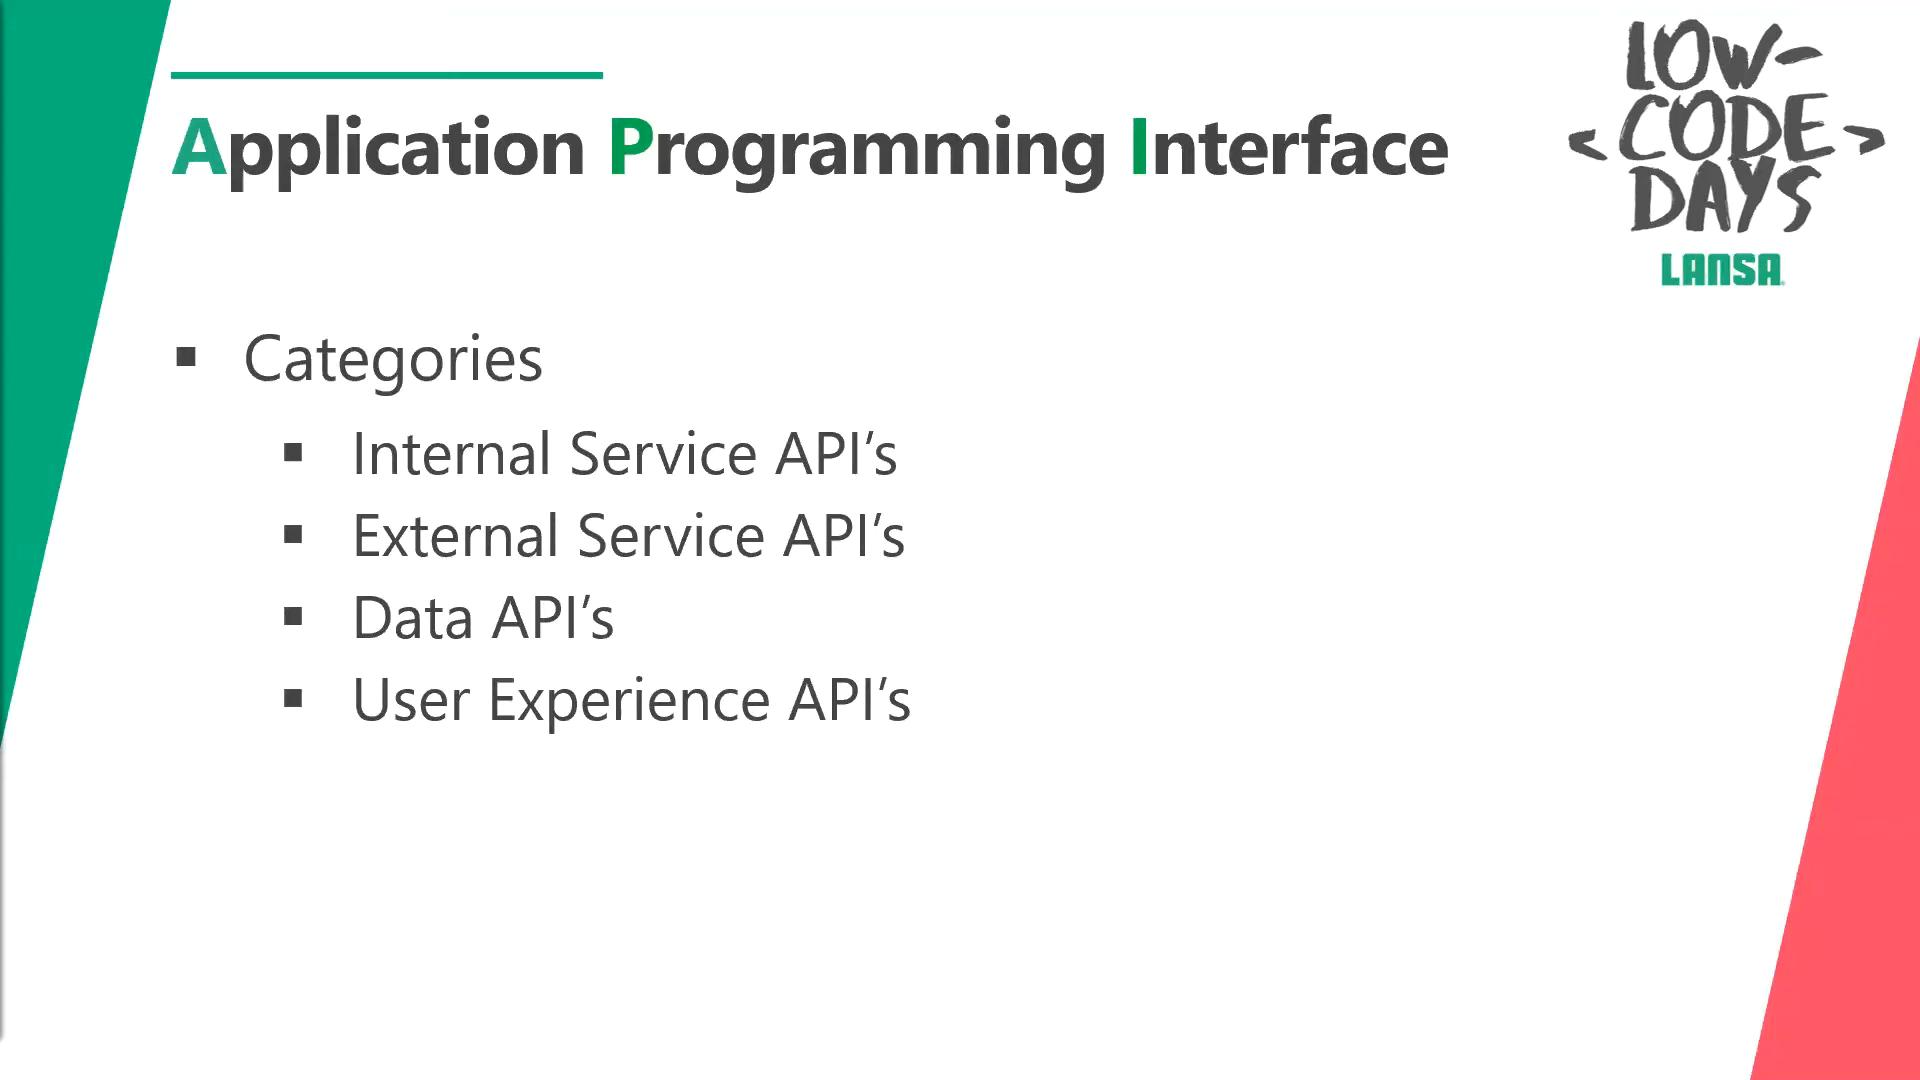 Application Programming Interface
LOW-
<CODE>
DAYS
LANSA
▪ Categories
▪ Internal Service API’s
▪ External Service API’s
▪ Data API’s
▪ User Experience API’s